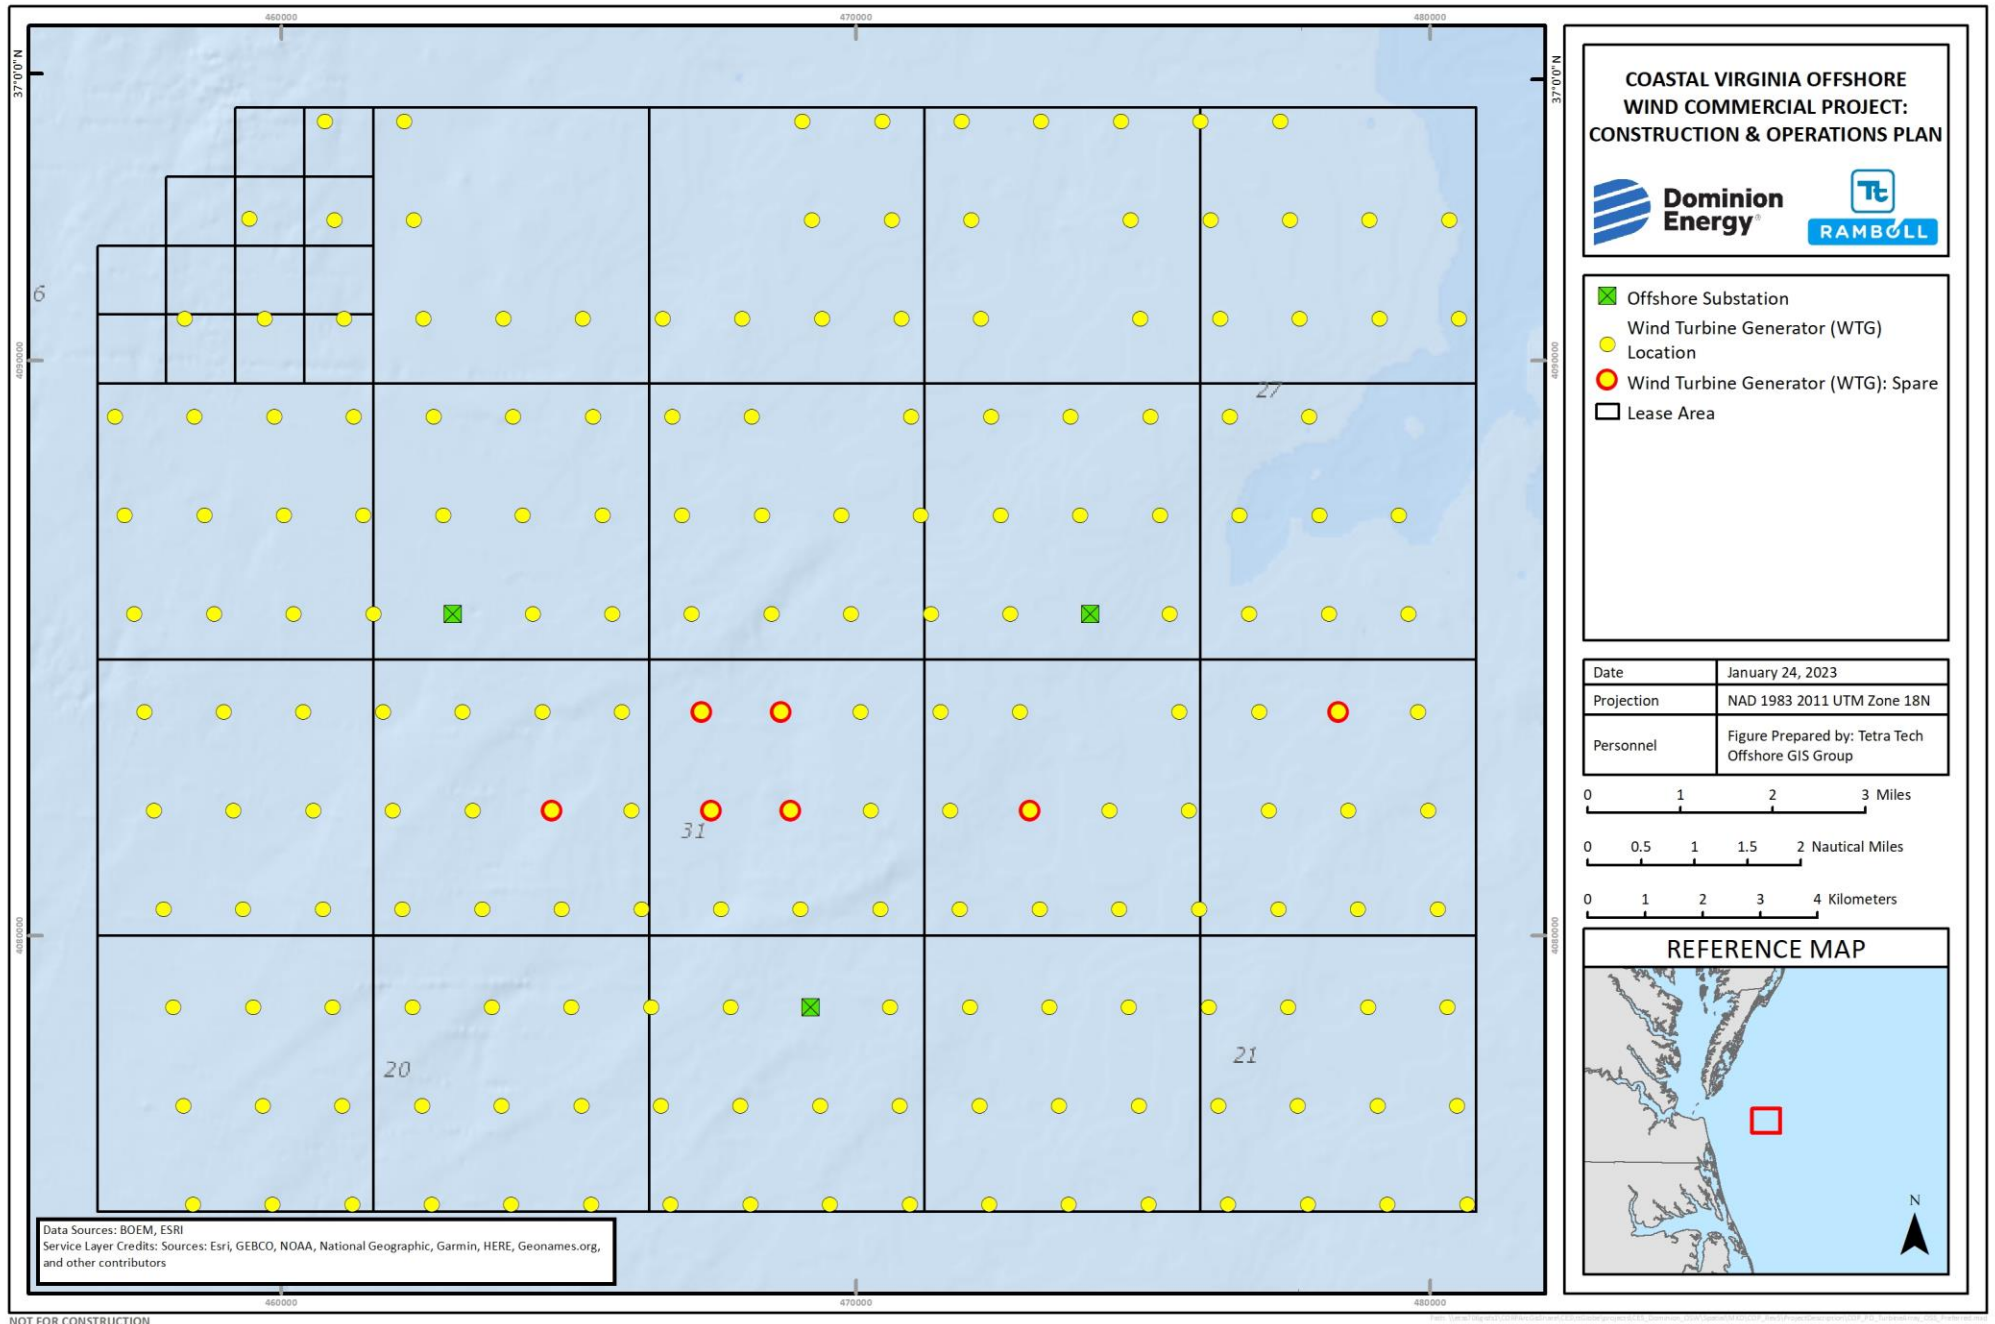 460000
470000
480000
37°0'0"N
37°0'0"N
6
4090000
4090000
27
31
4080000
4080000
20
21
Data Sources: BOEM, ESRI
Service Layer Credits: Sources: Esri, GEBCO, NOAA, National Geographic, Garmin, HERE, Geonames.org,
and other contributors
460000
470000
480000
NOT FOR CONSTRUCTION
COASTAL VIRGINIA OFFSHORE
WIND COMMERCIAL PROJECT:
CONSTRUCTION & OPERATIONS PLAN
Dominion
Energy®
Tt
RAMBOLL
Offshore Substation
Wind Turbine Generator (WTG)
Location
Wind Turbine Generator (WTG): Spare
Lease Area
Date January 24, 2023
Projection NAD 1983 2011 UTM Zone 18N
Personnel Figure Prepared by: Tetra Tech
Offshore GIS Group
0 1 2 3 Miles
0 0.5 1 1.5 2 Nautical Miles
0 1 2 3 4 Kilometers
REFERENCE MAP
N